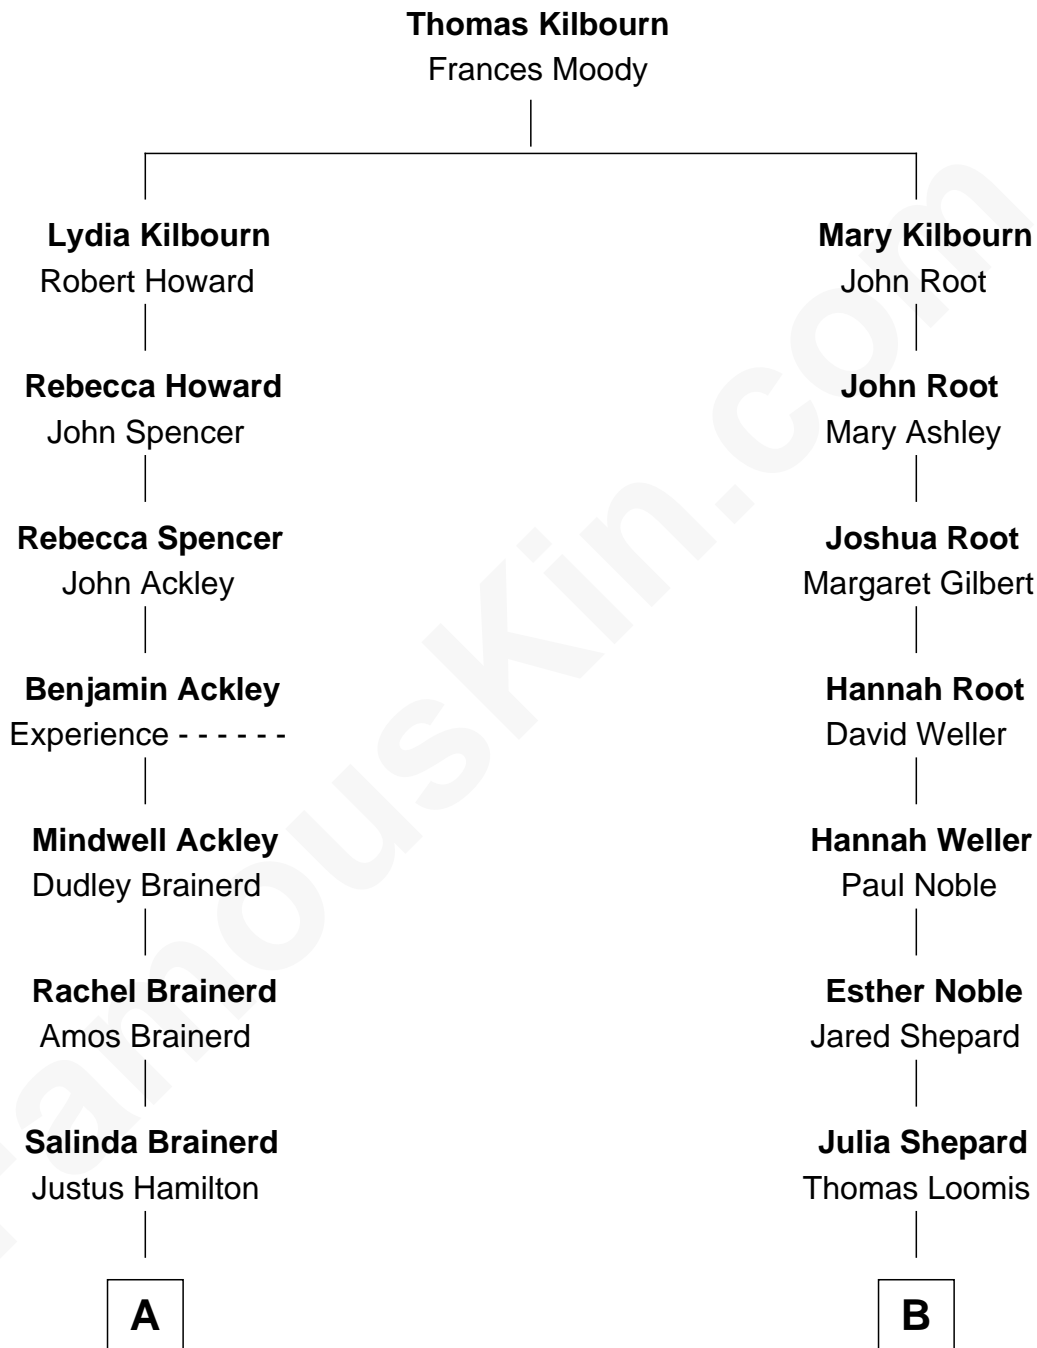 Thomas Kilbourn
Frances Moody
Lydia Kilbourn
Robert Howard
Rebecca Howard
John Spencer
Rebecca Spencer
John Ackley
Benjamin Ackley
Experience - - - - - -
Mindwell Ackley
Dudley Brainerd
Rachel Brainerd
Amos Brainerd
Salinda Brainerd
Justus Hamilton
A
Mary Kilbourn
John Root
John Root
Mary Ashley
Joshua Root
Margaret Gilbert
Hannah Root
David Weller
Hannah Weller
Paul Noble
Esther Noble
Jared Shepard
Julia Shepard
Thomas Loomis
B
FamousKin.com